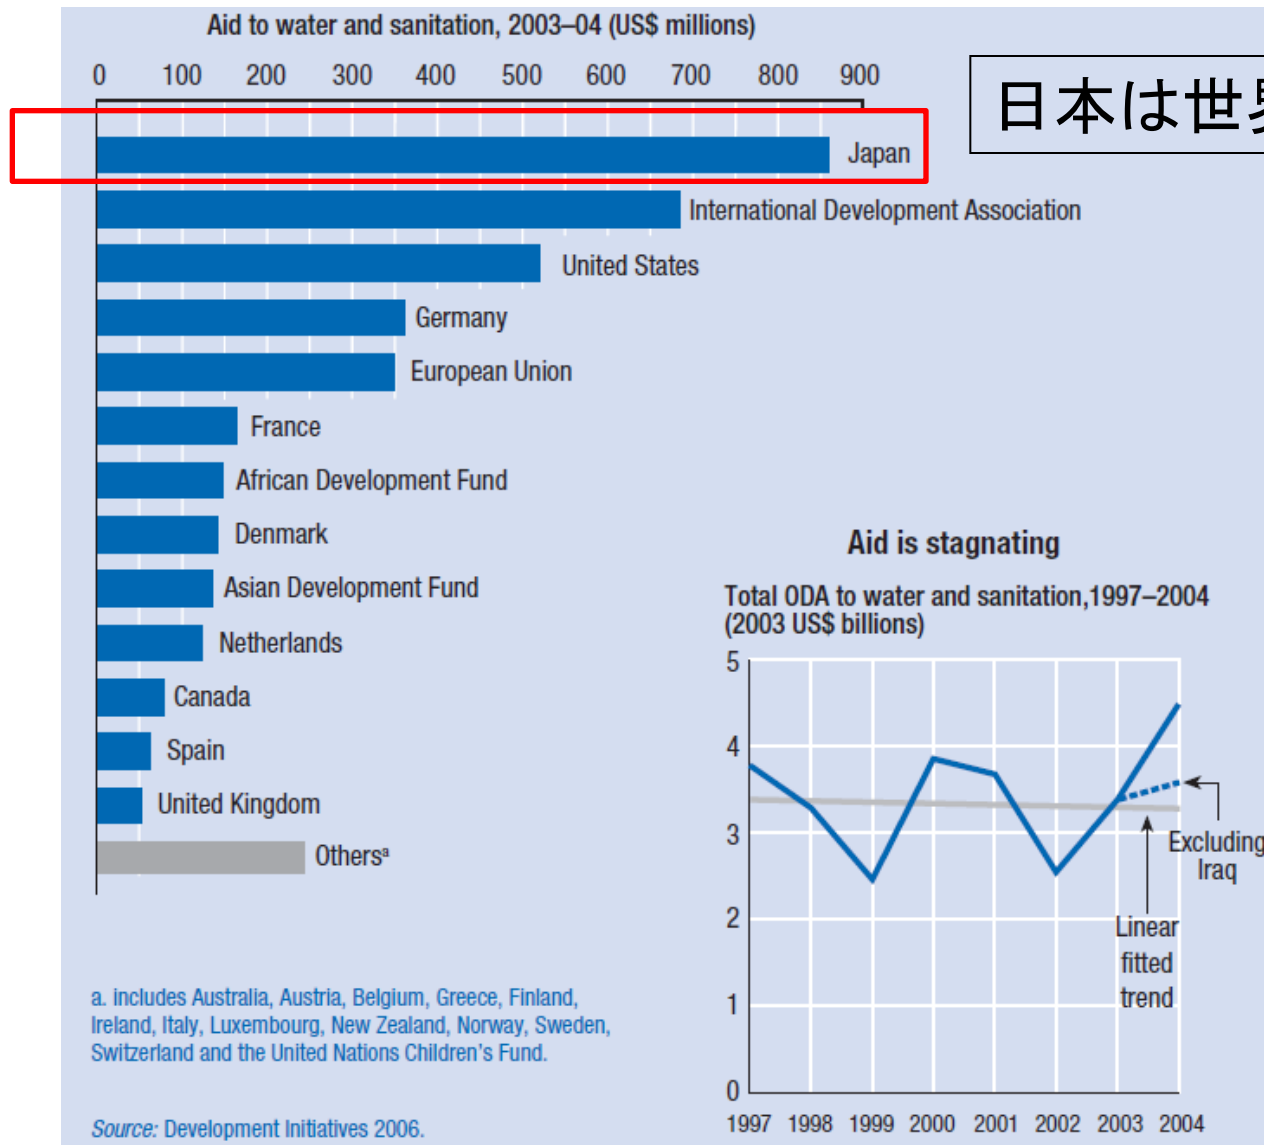 Aid to water and sanitation, 2003–04 (US$ millions)
0 100 200 300 400 500 600 700 800 900
日本は世界
Japan
International Development Association
United States
Germany
European Union
France
African Development Fund
Denmark
Asian Development Fund
Netherlands
Canada
Spain
United Kingdom
Othersᵃ
a. includes Australia, Austria, Belgium, Greece, Finland,
Ireland, Italy, Luxembourg, New Zealand, Norway, Sweden,
Switzerland and the United Nations Children's Fund.
Source: Development Initiatives 2006.
Aid is stagnating
Total ODA to water and sanitation,1997–2004
(2003 US$ billions)
5
4
3
2
1
0
Excluding
Iraq
Linear
fitted
trend
1997 1998 1999 2000 2001 2002 2003 2004